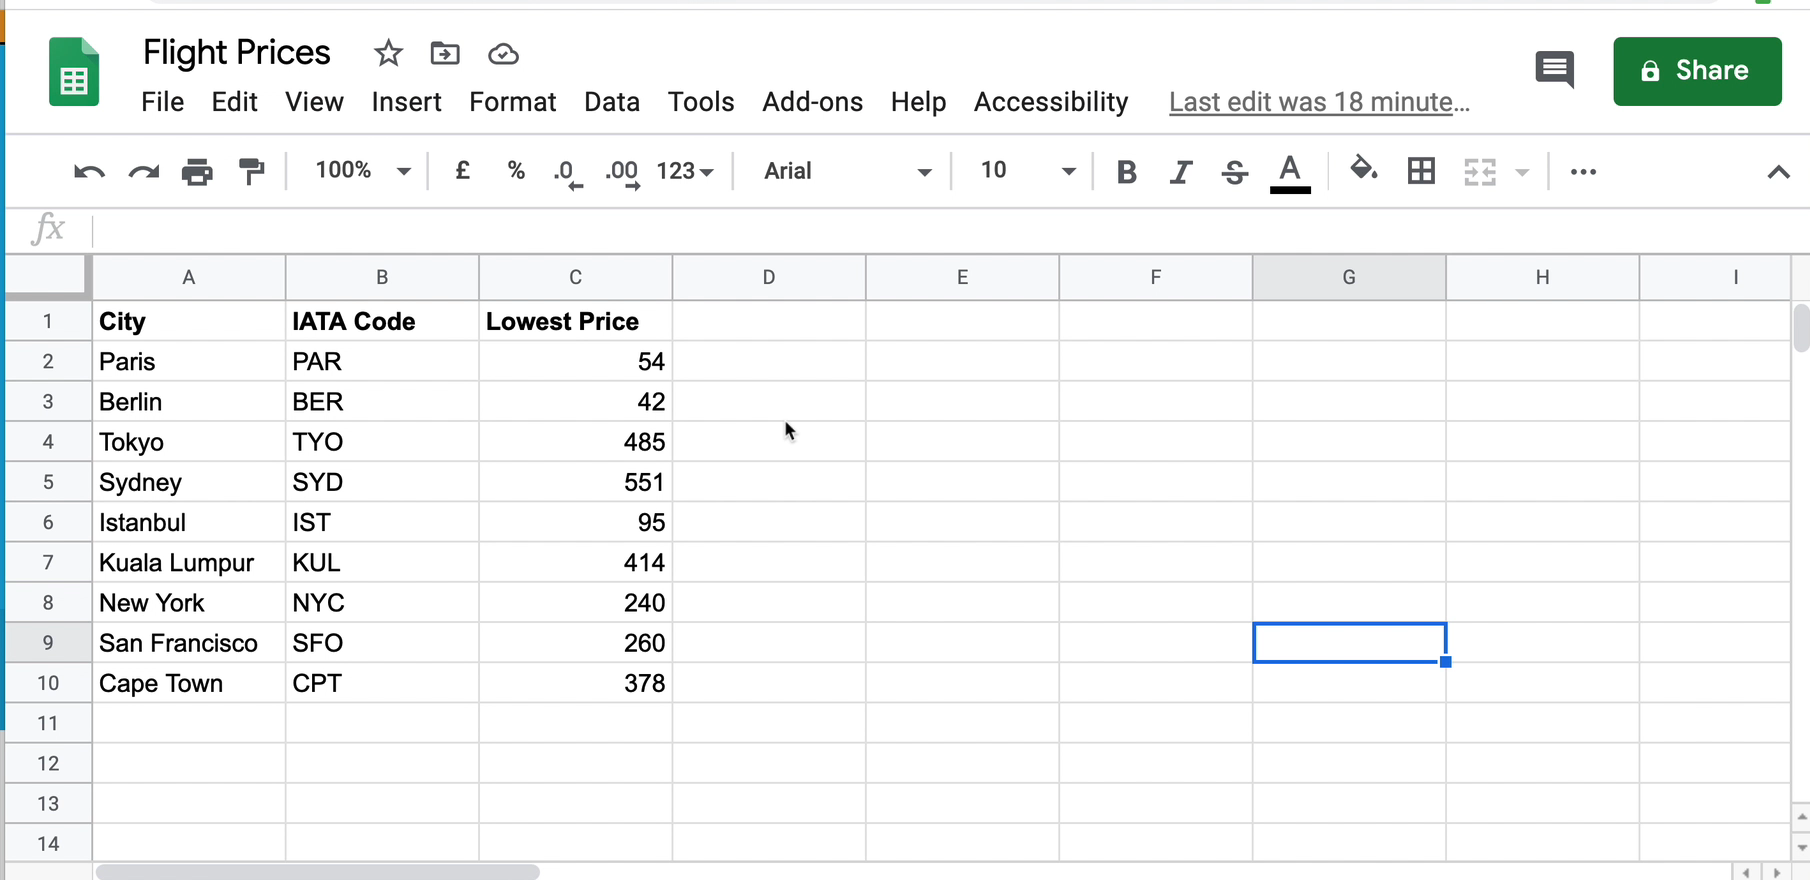 Flight Prices
File Edit View Insert Format Data Tools Add-ons Help Accessibility Last edit was 18 minute...
Share
100% £ % .0 .00 123 Arial 10 B I S A
fx
A B C D E F G H I
1 City IATA Code Lowest Price
2 Paris PAR 54
3 Berlin BER 42
4 Tokyo TYO 485
5 Sydney SYD 551
6 Istanbul IST 95
7 Kuala Lumpur KUL 414
8 New York NYC 240
9 San Francisco SFO 260
10 Cape Town CPT 378
11
12
13
14